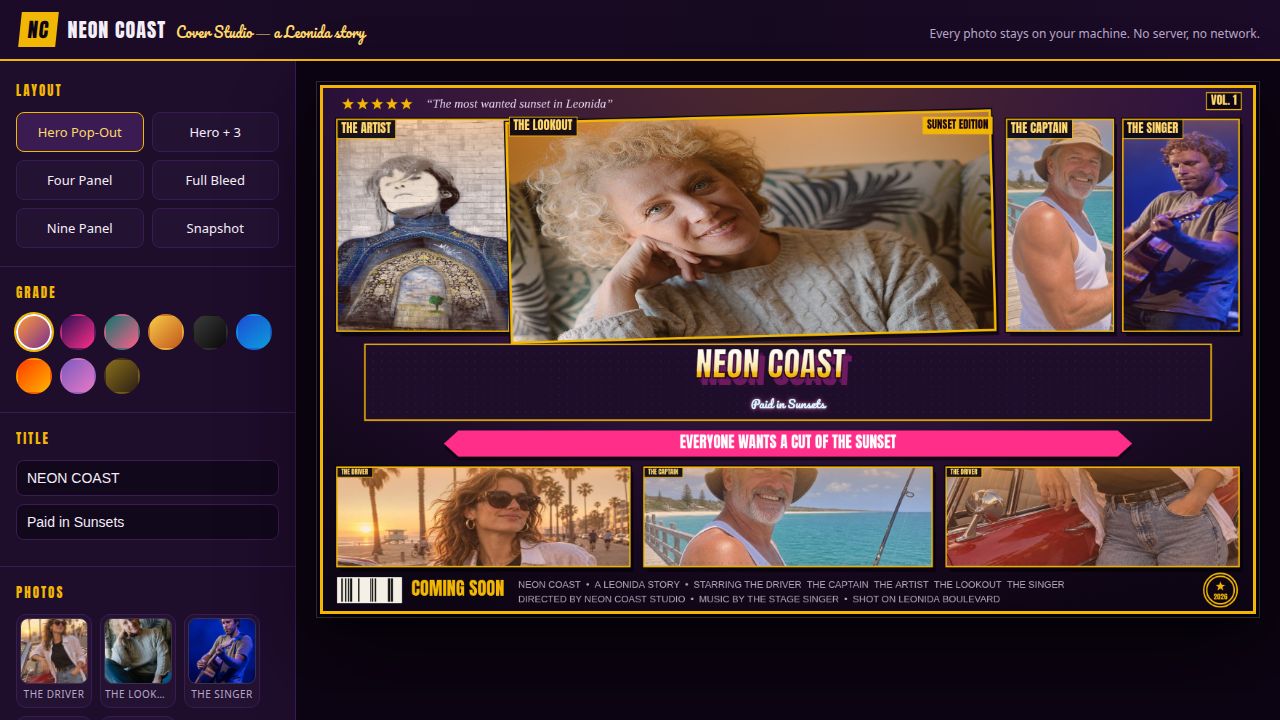 NC NEON COAST Cover Studio — a Leonida story
Every photo stays on your machine. No server, no network.
LAYOUT
Hero Pop-Out
Hero + 3
Four Panel
Full Bleed
Nine Panel
Snapshot
GRADE
TITLE
NEON COAST
Paid in Sunsets
PHOTOS
THE DRIVER
THE LOOK...
THE SINGER
★★★★★ “The most wanted sunset in Leonida”
VOL. 1
THE ARTIST
THE LOOKOUT
SUNSET EDITION
THE CAPTAIN
THE SINGER
NEON COAST
Paid in Sunsets
EVERYONE WANTS A CUT OF THE SUNSET
THE DRIVER
THE CAPTAIN
THE DRIVER
COMING SOON
NEON COAST • A LEONIDA STORY • STARRING THE DRIVER THE CAPTAIN THE ARTIST THE LOOKOUT THE SINGER
DIRECTED BY NEON COAST STUDIO • MUSIC BY THE STAGE SINGER • SHOT ON LEONIDA BOULEVARD
★
2026